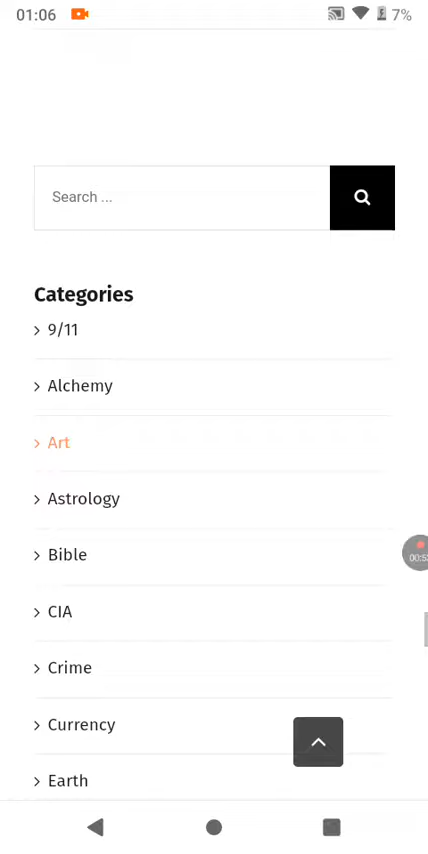 01:06 7%
Search ...
Categories
9/11
Alchemy
Art
Astrology
Bible
CIA
Crime
Currency
Earth